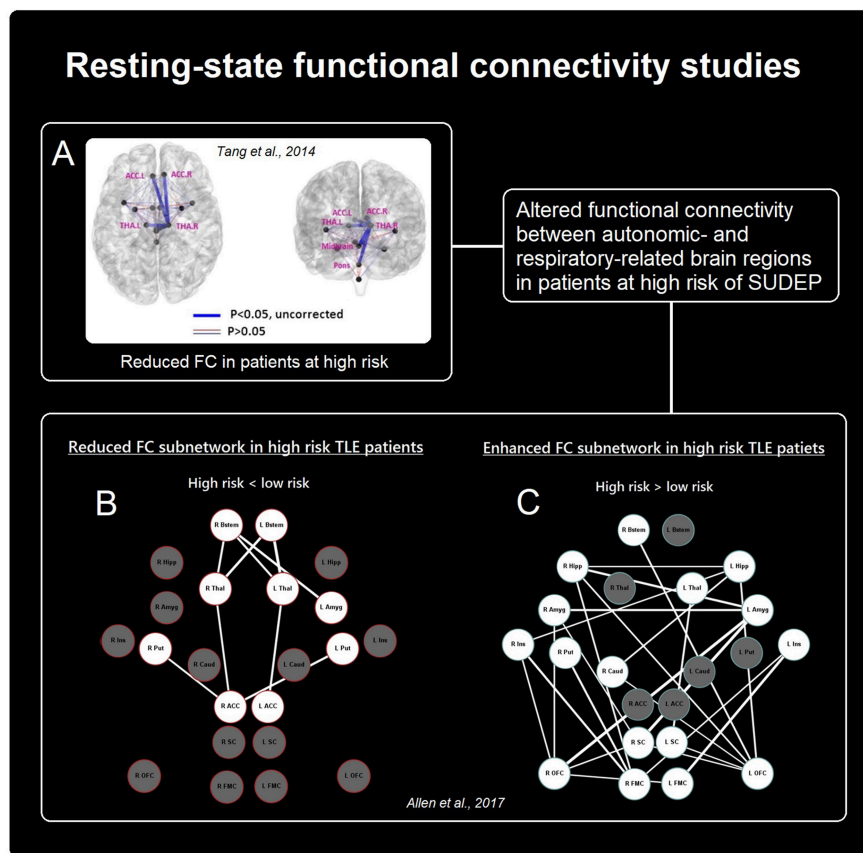 Resting-state functional connectivity studies
A
Tang et al., 2014
ACC.L
ACC.R
THA.L
THA.R
ACC.L
ACC.R
THA.L
THA.R
Midbrain
Pons
P<0.05, uncorrected
P>0.05
Reduced FC in patients at high risk
Altered functional connectivity
between autonomic- and
respiratory-related brain regions
in patients at high risk of SUDEP
Reduced FC subnetwork in high risk TLE patients
High risk < low risk
B
R Bstem
L Bstem
R Hipp
L Hipp
R Thal
L Thal
R Amyg
L Amyg
R Ins
R Put
L Put
L Ins
R Caud
L Caud
R ACC
L ACC
R SC
L SC
R OFC
L OFC
R FMC
L FMC
Enhanced FC subnetwork in high risk TLE patiets
High risk > low risk
C
R Bstem
L Bstem
R Hipp
L Hipp
R Thal
L Thal
R Amyg
L Amyg
R Ins
R Put
L Put
L Ins
R Caud
L Caud
R ACC
L ACC
R SC
L SC
R OFC
L OFC
R FMC
L FMC
Allen et al., 2017